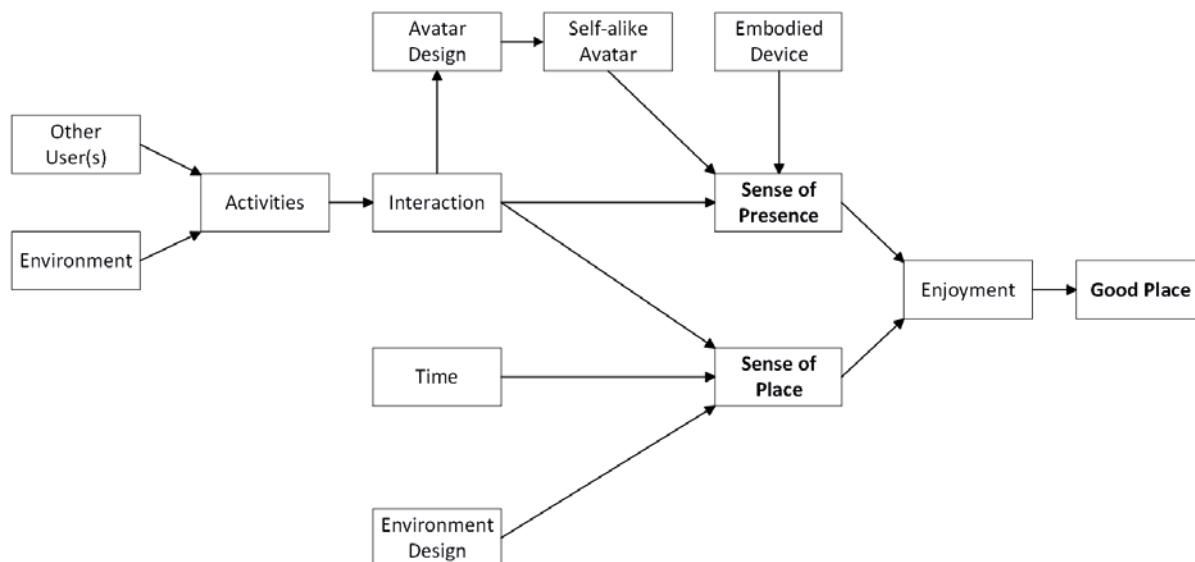 Avatar
Design
Self-alike
Avatar
Embodied
Device
Other
User(s)
Activities
Interaction
Sense of
Presence
Environment
Enjoyment
Good Place
Time
Sense of
Place
Environment
Design